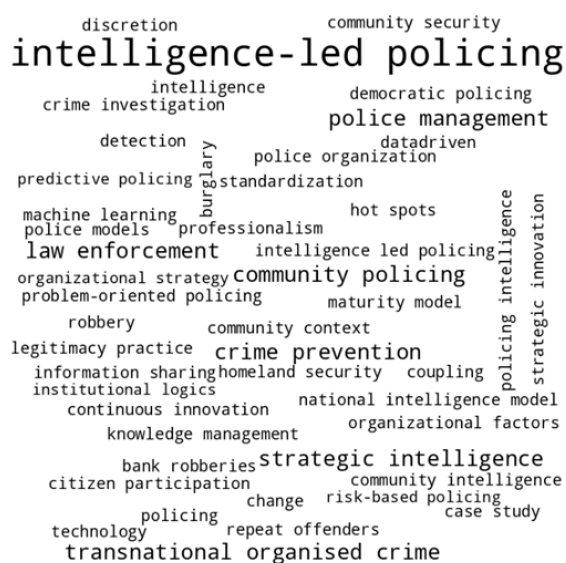 discretion
community security
intelligence-led policing
intelligence
democratic policing
crime investigation
police management
detection
datadriven
police organization
burglary
predictive policing
standardization
machine learning
hot spots
police models
professionalism
law enforcement
intelligence led policing
policing intelligence
strategic innovation
organizational strategy
community policing
problem-oriented policing
maturity model
robbery
community context
legitimacy practice
crime prevention
information sharing
homeland security
coupling
institutional logics
national intelligence model
continuous innovation
organizational factors
knowledge management
strategic intelligence
bank robberies
citizen participation
community intelligence
change
risk-based policing
case study
policing
technology
repeat offenders
transnational organised crime